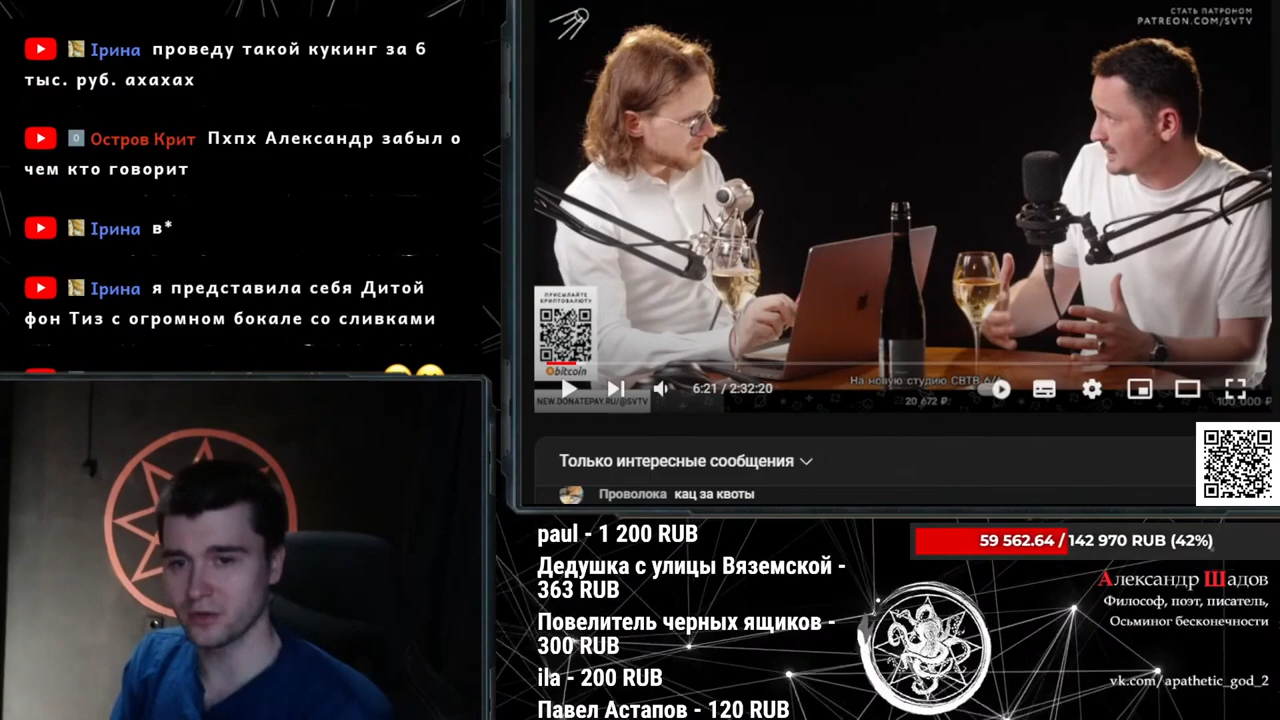 Ірина проведу такой кукинг за 6
тыс. руб. ахахах
Остров Крит Пхпх Александр забыл о
чем кто говорит
Ірина в*
Ірина я представила себя Дитой
фон Тиз с огромном бокале со сливками
СТАТЬ ПАТРОНОМ
PATREON.COM/SVTV
ПРИСЫЛАЙТЕ
КРИПТОВАЛЮТУ
bitcoin
NEW.DONATEPAY.RU/@SVTV
6:21 / 2:32:20
На новую студию СВТВ 6/
20 672 ₽
100 000 ₽
Только интересные сообщения
Проволока кац за квоты
paul - 1 200 RUB
Дедушка с улицы Вяземской -
363 RUB
Повелитель черных ящиков -
300 RUB
ila - 200 RUB
Павел Астапов - 120 RUB
59 562.64 / 142 970 RUB (42%)
Александр Шадов
Философ, поэт, писатель,
Осьминог бесконечности
vk.com/apathetic_god_2